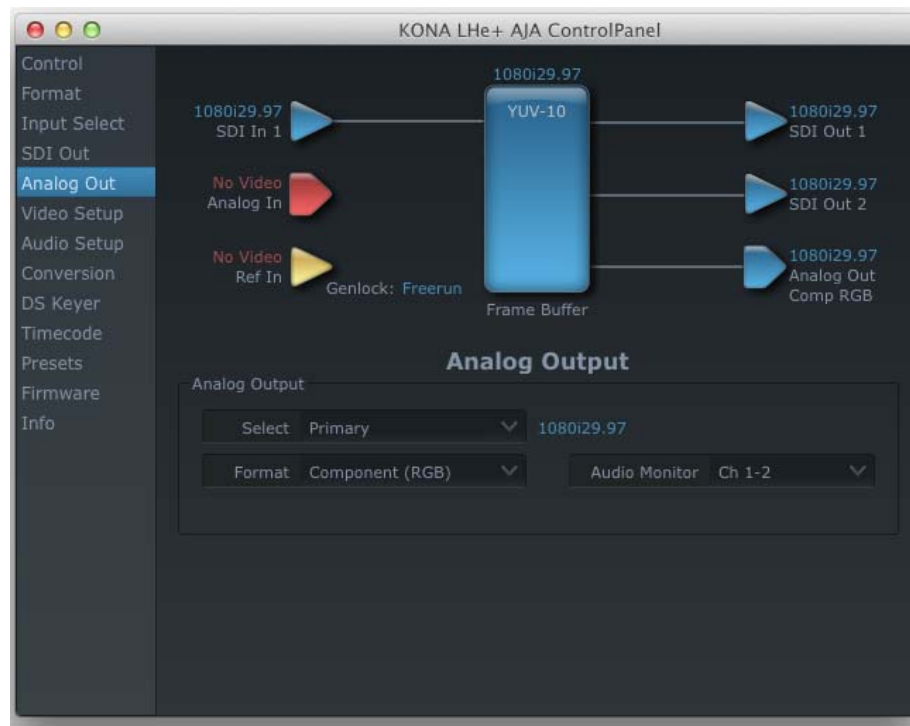 KONA LHe+ AJA ControlPanel
Control
Format
Input Select
SDI Out
Analog Out
Video Setup
Audio Setup
Conversion
DS Keyer
Timecode
Presets
Firmware
Info
1080i29.97
YUV-10
Frame Buffer
1080i29.97
SDI In 1
No Video
Analog In
No Video
Ref In
Genlock: Freerun
1080i29.97
SDI Out 1
1080i29.97
SDI Out 2
1080i29.97
Analog Out
Comp RGB
Analog Output
Analog Output
Select Primary 1080i29.97
Format Component (RGB) Audio Monitor Ch 1-2